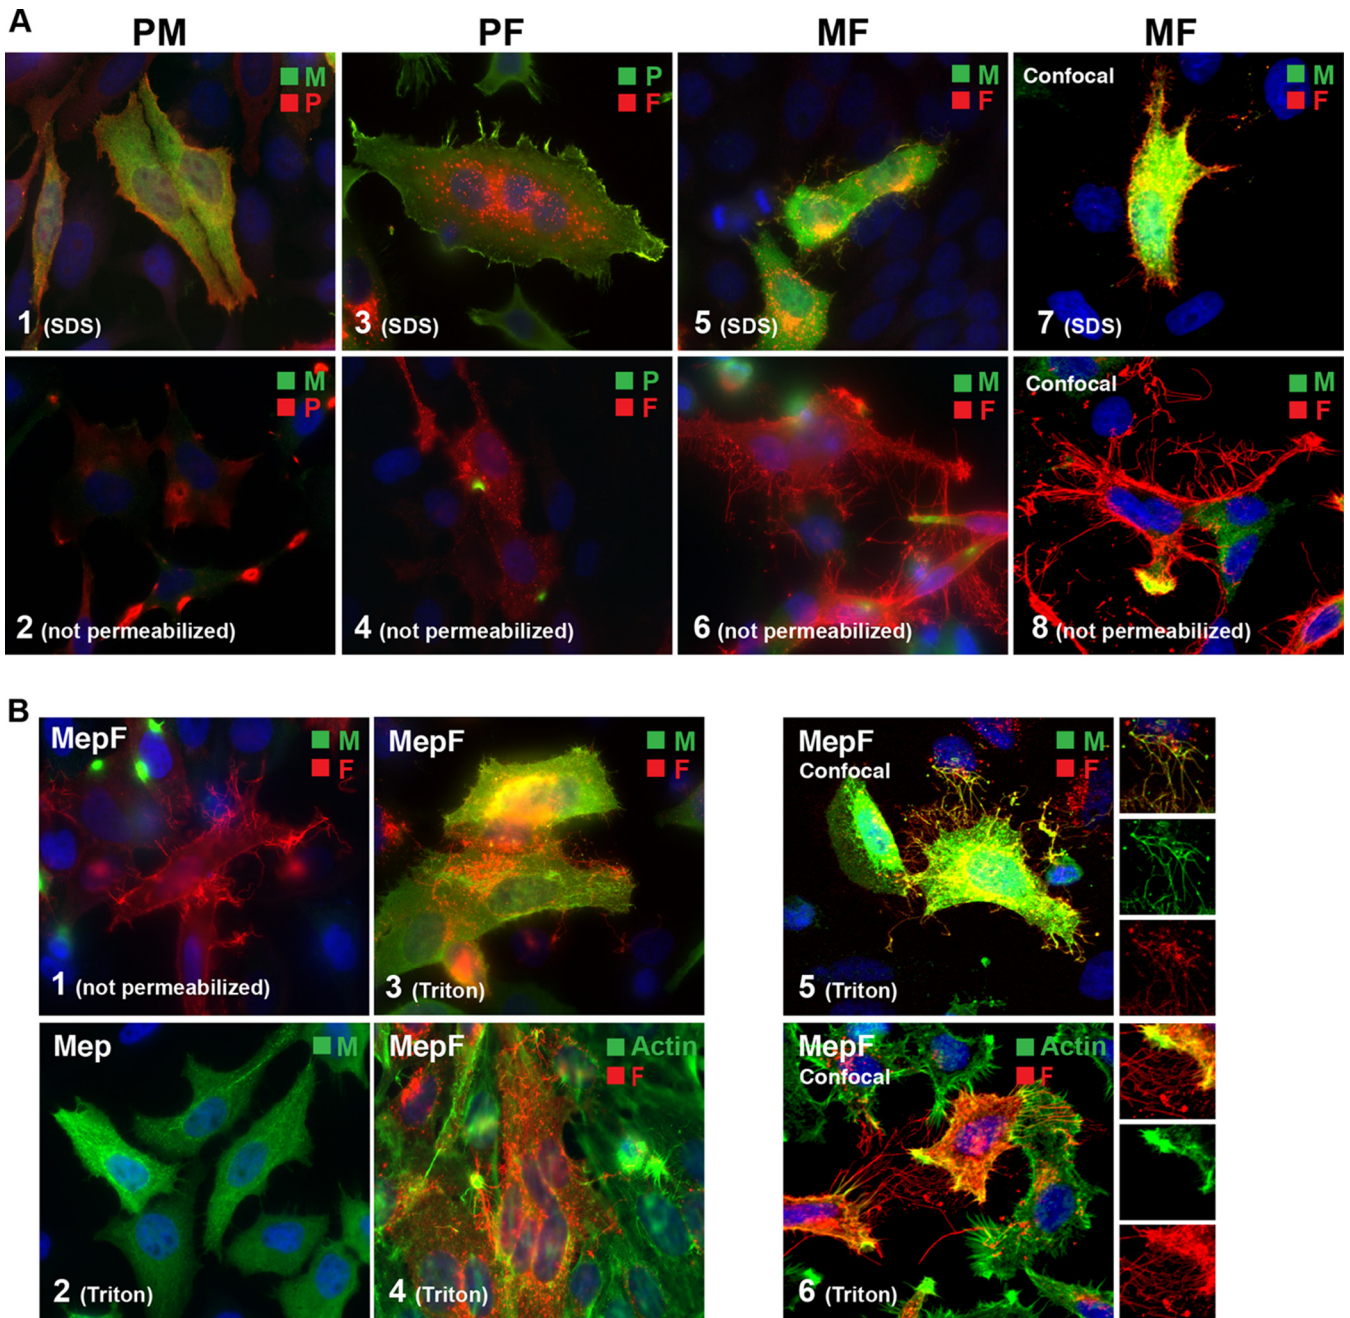 A
PM PF MF MF
M
P
1 (SDS)
P
F
3 (SDS)
M
F
5 (SDS)
Confocal
M
F
7 (SDS)
M
P
2 (not permeabilized)
P
F
4 (not permeabilized)
M
F
6 (not permeabilized)
Confocal
M
F
8 (not permeabilized)
B
MepF
M
F
1 (not permeabilized)
MepF
M
F
3 (Triton)
MepF
Confocal
M
F
5 (Triton)
Mep
M
2 (Triton)
MepF
Actin
F
4 (Triton)
MepF
Confocal
Actin
F
6 (Triton)